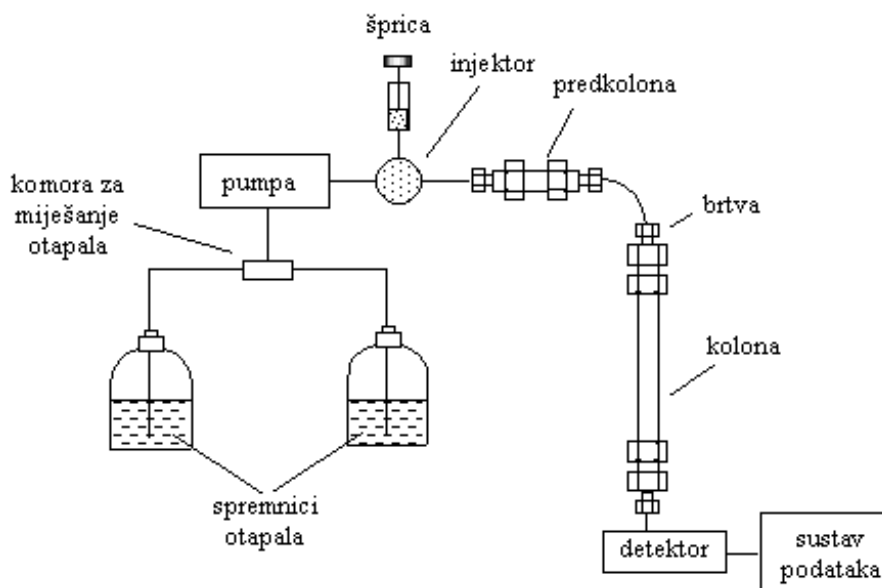 šprica
injektor
predkolona
pumpa
komora za
miješanje
otapala
brtva
kolona
spremnici
otapala
detektor
sustav
podataka